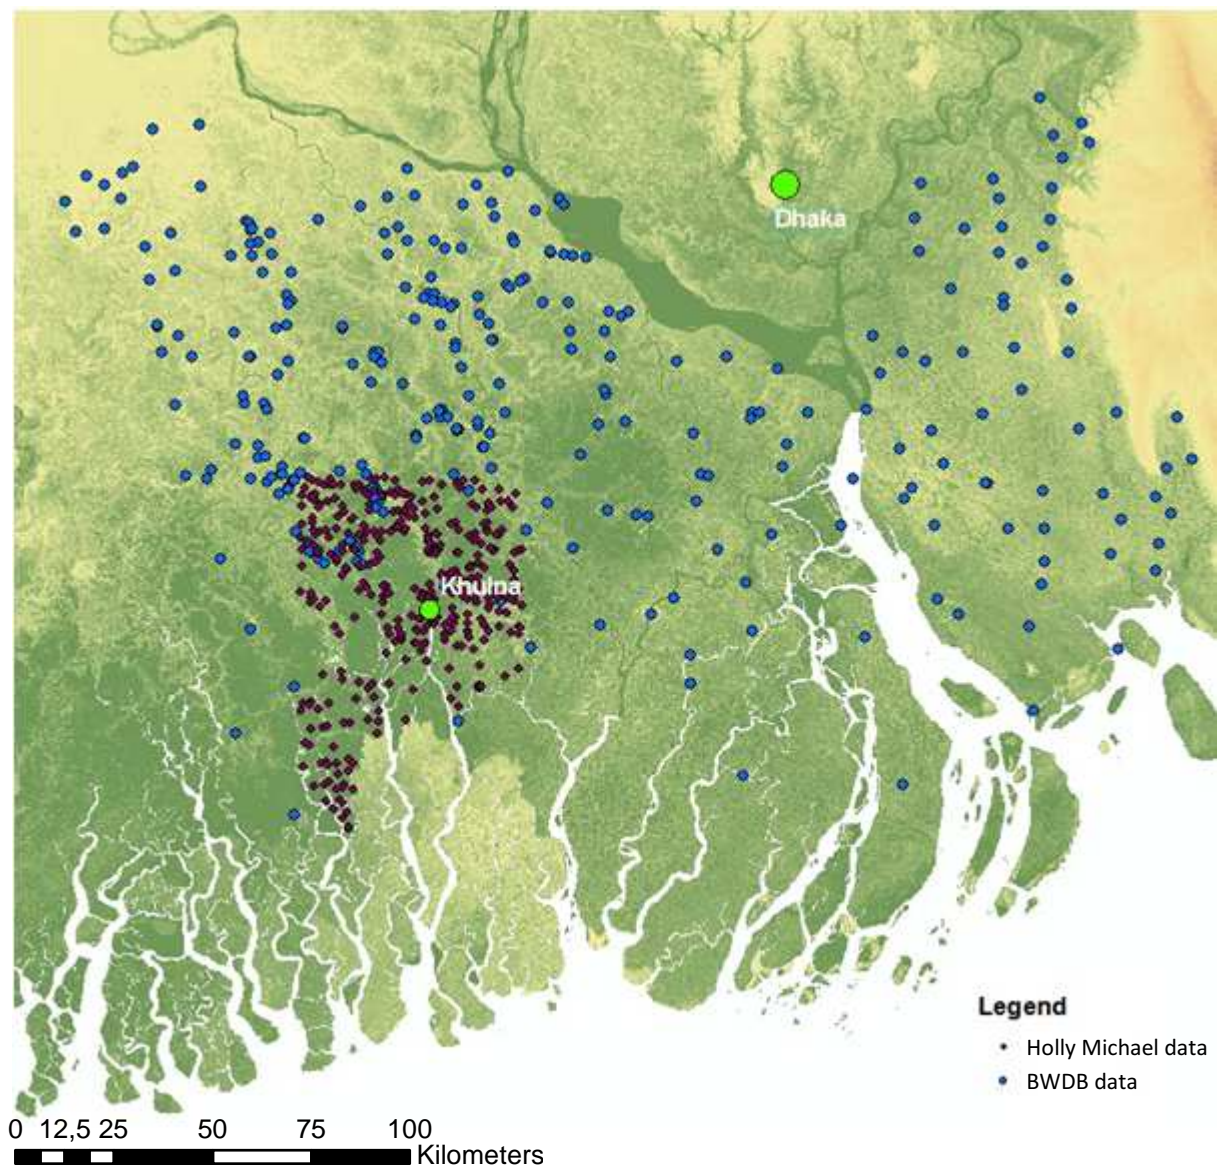 Dhaka
Khulna
Legend
Holly Michael data
BWDB data
0 12,5 25 50 75 100
Kilometers